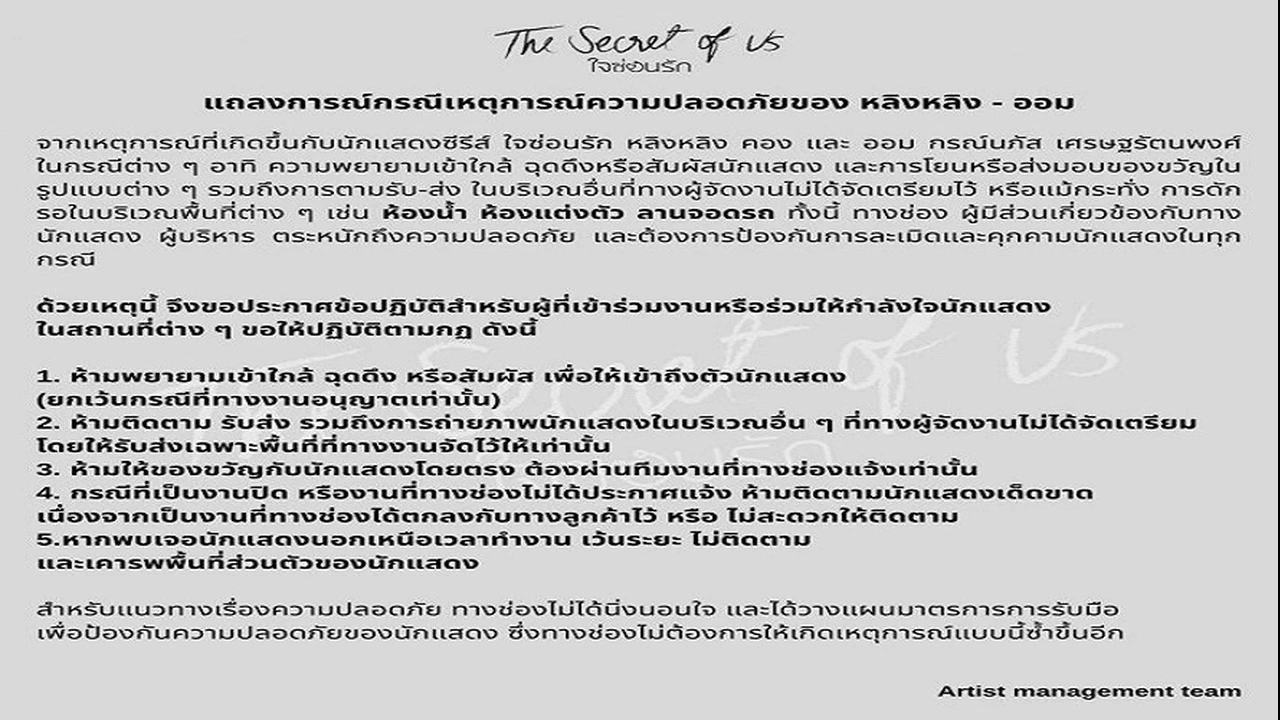 The Secret of Us
ใจซ่อนรัก
แถลงการณ์กรณีเหตุการณ์ความปลอดภัยของ หลิงหลิง - ออม
จากเหตุการณ์ที่เกิดขึ้นกับนักแสดงซีรีส์ ใจซ่อนรัก หลิงหลิง คอง และ ออม กรณ์นภัส เศรษฐรัตนพงศ์
ในกรณีต่าง ๆ อาทิ ความพยายามเข้าใกล้ ฉุดดึงหรือสัมผัสนักแสดง และการโยนหรือส่งมอบของขวัญใน
รูปแบบต่าง ๆ รวมถึงการตามรับ-ส่ง ในบริเวณอื่นที่ทางผู้จัดงานไม่ได้จัดเตรียมไว้ หรือแม้กระทั่ง การดัก
รอในบริเวณพื้นที่ต่าง ๆ เช่น ห้องน้ำ ห้องแต่งตัว ลานจอดรถ ทั้งนี้ ทางช่อง ผู้มีส่วนเกี่ยวข้องกับทาง
นักแสดง ผู้บริหาร ตระหนักถึงความปลอดภัย และต้องการป้องกันการละเมิดและคุกคามนักแสดงในทุก
กรณี
ด้วยเหตุนี้ จึงขอประกาศข้อปฏิบัติสำหรับผู้ที่เข้าร่วมงานหรือร่วมให้กำลังใจนักแสดง
ในสถานที่ต่าง ๆ ขอให้ปฏิบัติตามกฏ ดังนี้
1. ห้ามพยายามเข้าใกล้ ฉุดดึง หรือสัมผัส เพื่อให้เข้าถึงตัวนักแสดง
(ยกเว้นกรณีที่ทางงานอนุญาตเท่านั้น)
2. ห้ามติดตาม รับส่ง รวมถึงการถ่ายภาพนักแสดงในบริเวณอื่น ๆ ที่ทางผู้จัดงานไม่ได้จัดเตรียม
โดยให้รับส่งเฉพาะพื้นที่ที่ทางงานจัดไว้ให้เท่านั้น
3. ห้ามให้ของขวัญกับนักแสดงโดยตรง ต้องผ่านทีมงานที่ทางช่องแจ้งเท่านั้น
4. กรณีที่เป็นงานปิด หรืองานที่ทางช่องไม่ได้ประกาศแจ้ง ห้ามติดตามนักแสดงเด็ดขาด
เนื่องจากเป็นงานที่ทางช่องได้ตกลงกับทางลูกค้าไว้ หรือ ไม่สะดวกให้ติดตาม
5.หากพบเจอนักแสดงนอกเหนือเวลาทำงาน เว้นระยะ ไม่ติดตาม
และเคารพพื้นที่ส่วนตัวของนักแสดง
สำหรับแนวทางเรื่องความปลอดภัย ทางช่องไม่ได้นิ่งนอนใจ และได้วางแผนมาตรการการรับมือ
เพื่อป้องกันความปลอดภัยของนักแสดง ซึ่งทางช่องไม่ต้องการให้เกิดเหตุการณ์แบบนี้ซ้ำขึ้นอีก
Artist management team